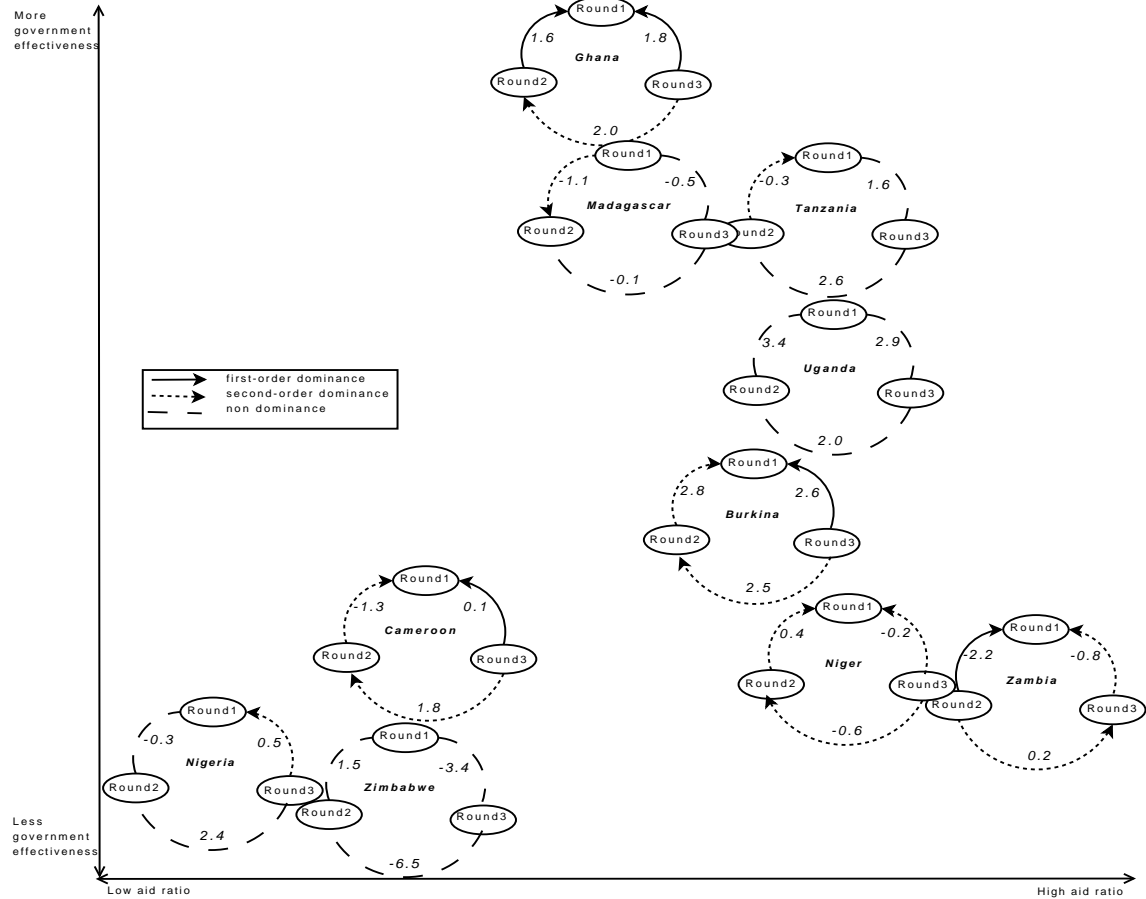 More
government
effectiveness
Round1
1.6
1.8
Ghana
Round2
Round3
2.0
Round1
-1.1
-0.5
Madagascar
Round2
Round3
-0.1
Round1
-0.3
1.6
Tanzania
ound2
Round3
2.6
Round1
3.4
2.9
Uganda
Round2
Round3
2.0
first-order dominance
second-order dominance
non dominance
Round1
2.8
2.6
Burkina
Round2
Round3
2.5
Round1
-1.3
0.1
Cameroon
Round2
Round3
1.8
Round1
0.4
-0.2
Niger
Round2
Round3
-0.6
Round1
-2.2
-0.8
Zambia
Round2
Round3
0.2
Round1
-0.3
0.5
Nigeria
Round2
Round3
2.4
Round1
1.5
-3.4
Zimbabwe
Round2
Round3
-6.5
Less
government
effectiveness
Low aid ratio
High aid ratio